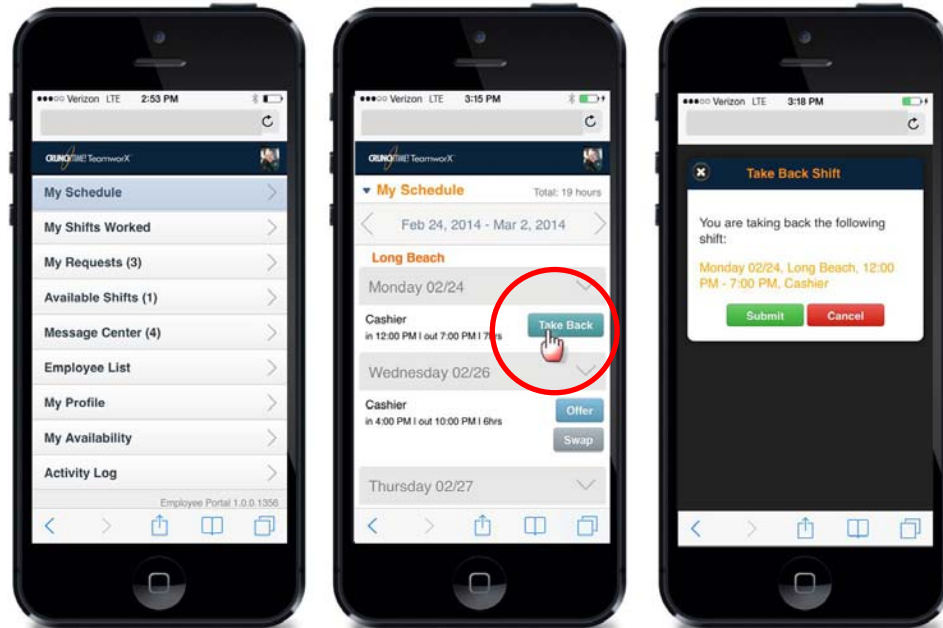 Verizon LTE 2:53 PM
CRUNCHTIME! TeamworX
My Schedule
My Shifts Worked
My Requests (3)
Available Shifts (1)
Message Center (4)
Employee List
My Profile
My Availability
Activity Log
Employee Portal 1.0.0.1356
Verizon LTE 3:15 PM
CRUNCHTIME! TeamworX
My Schedule Total: 19 hours
Feb 24, 2014 - Mar 2, 2014
Long Beach
Monday 02/24
Cashier
in 12:00 PM I out 7:00 PM I 7hrs
Take Back
Wednesday 02/26
Cashier
in 4:00 PM I out 10:00 PM I 6hrs
Offer
Swap
Thursday 02/27
Verizon LTE 3:18 PM
Take Back Shift
You are taking back the following
shift:
Monday 02/24, Long Beach, 12:00
PM - 7:00 PM, Cashier
Submit Cancel